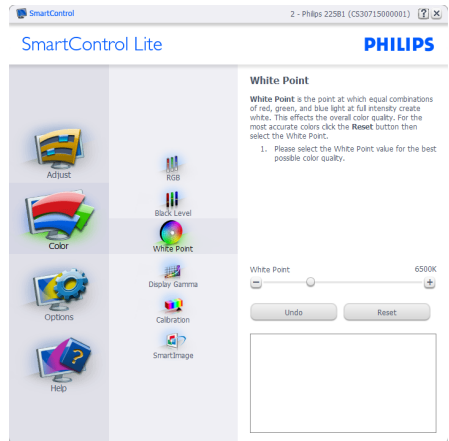 SmartControl
2 - Philips 225B1 (CS30715000001)
SmartControl Lite
PHILIPS
Adjust
Color
Options
Help
RGB
Black Level
White Point
Display Gamma
Calibration
SmartImage
White Point
White Point is the point at which equal combinations
of red, green, and blue light at full intensity create
white. This effects the overall color quality. For the
most accurate colors click the Reset button then
select the White Point.
1. Please select the White Point value for the best
possible color quality.
White Point 6500K
Undo Reset